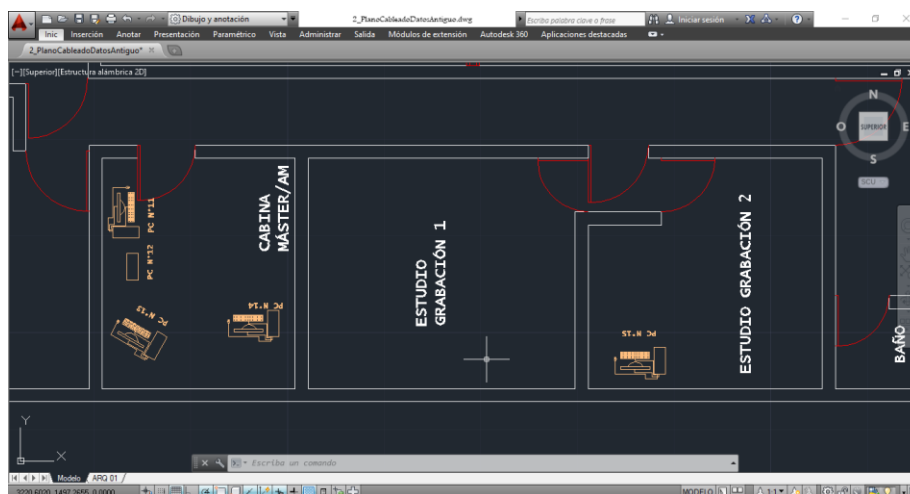 Dibujo y anotación
2_PlanoCableadoDatosAntiguo.dwg
Escriba palabra clave o frase
Iniciar sesión
Inic Inserción Anotar Presentación Paramétrico Vista Administrar Salida Módulos de extensión Autodesk 360 Aplicaciones destacadas
2_PlanoCableadoDatosAntiguo*
[−][Superior][Estructura alámbrica 2D]
N
O SUPERIOR E
S
SCU
PC N°11
PC N°12
PC N°13
PC N°14
CABINA
MÁSTER/AM
ESTUDIO
GRABACIÓN 1
PC N°15
ESTUDIO GRABACIÓN 2
BAÑO
Y
X
Escriba un comando
Modelo ARQ 01
MODELO
1:1